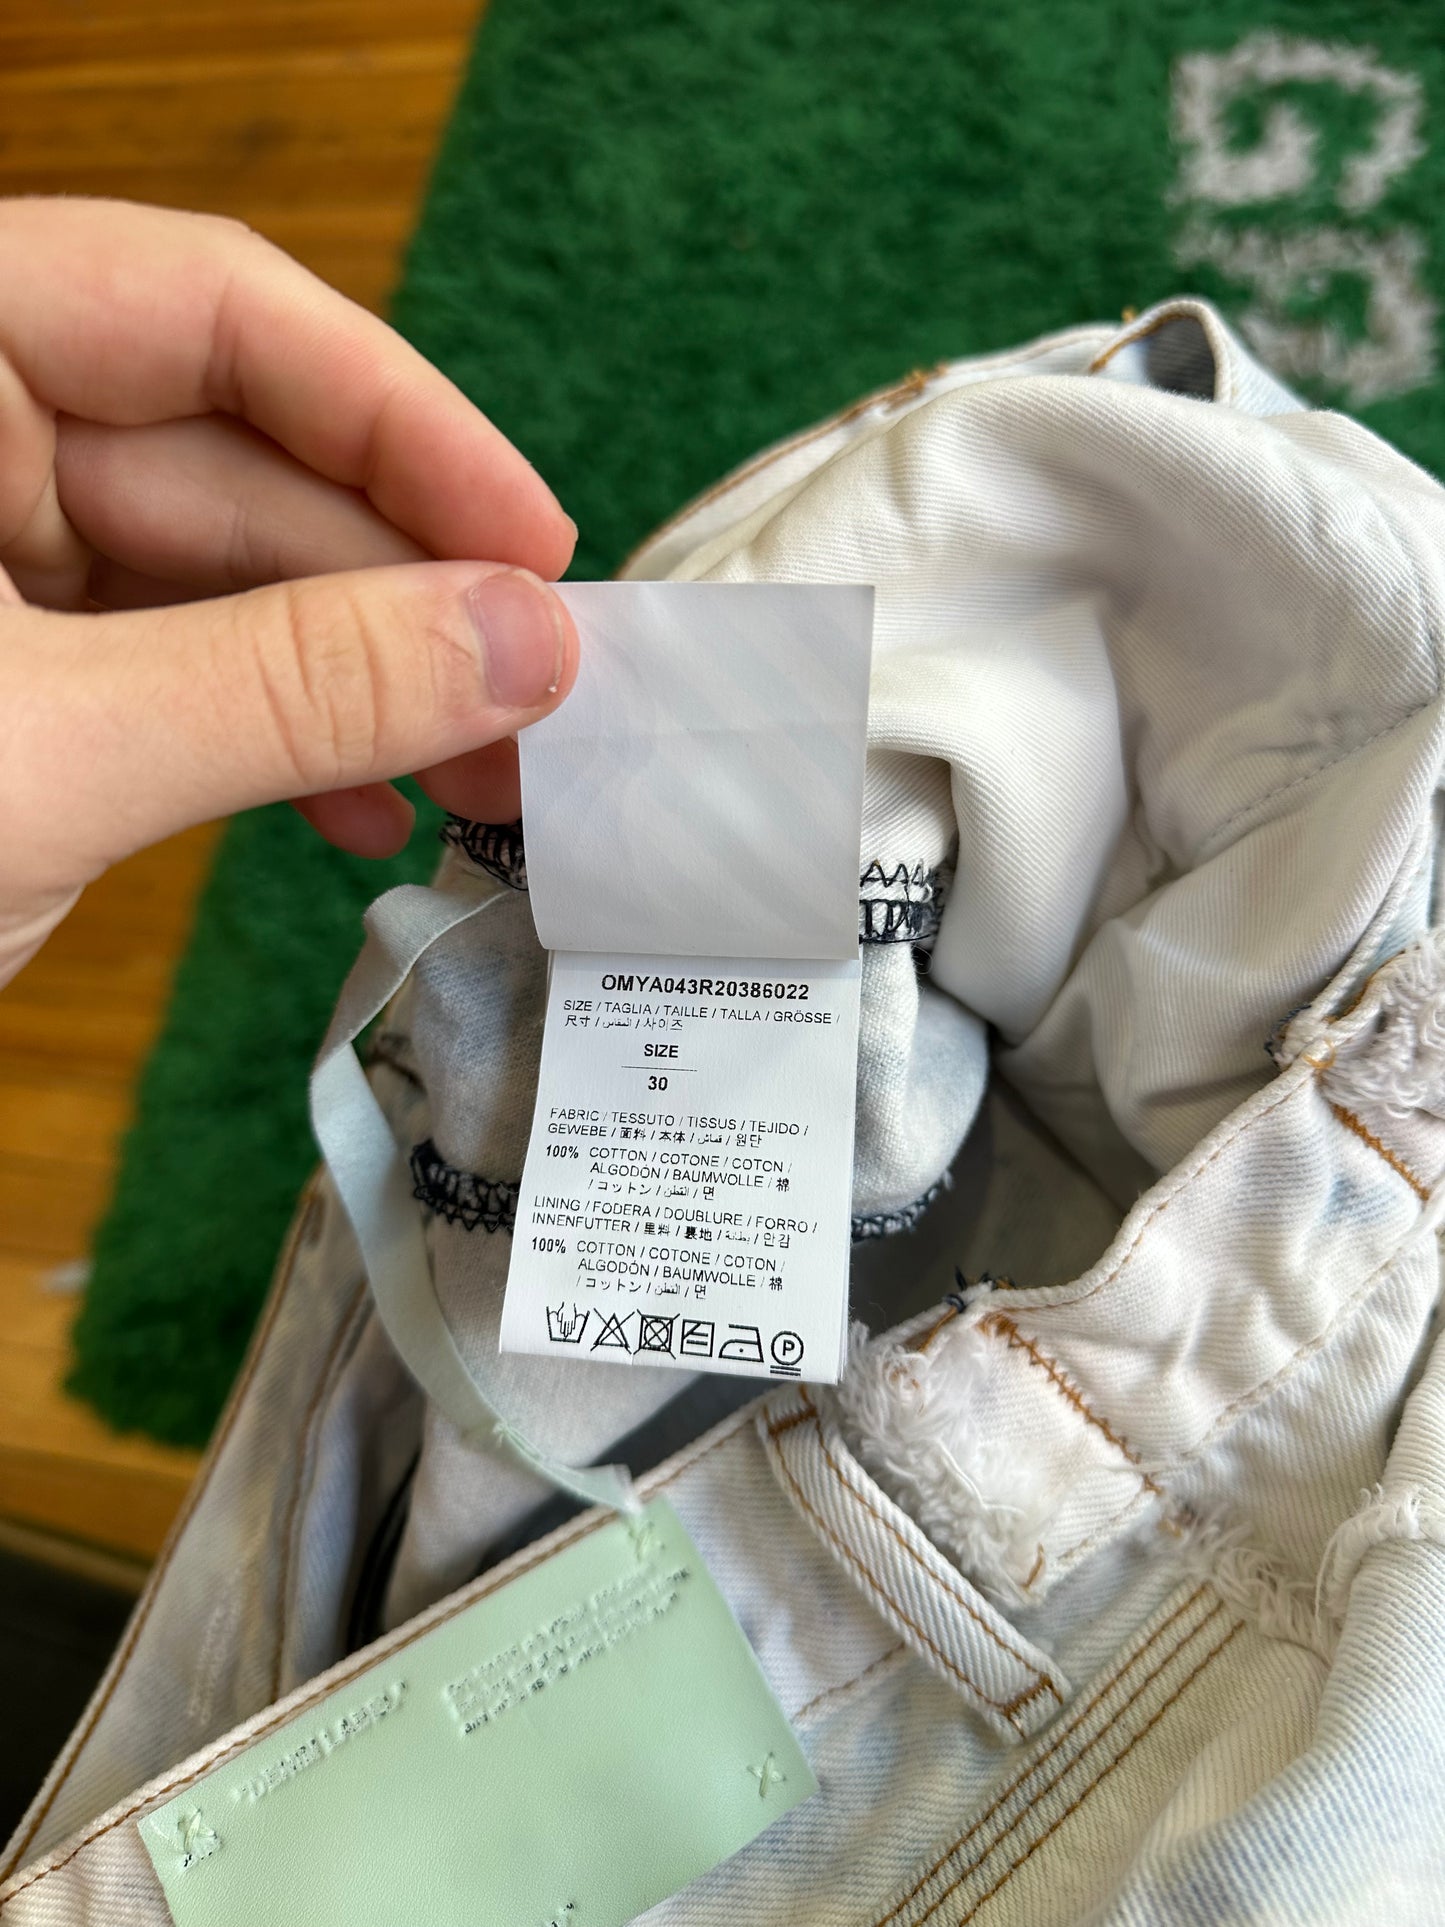 OMYA043R20386022
SIZE / TAGLIA / TAILLE / TALLA / GRÖSSE /
尺寸 / المقاس / 사이즈
SIZE
30
FABRIC / TESSUTO / TISSUS / TEJIDO /
GEWEBE / 面料 / 本体 / قماش / 원단
100% COTTON / COTONE / COTON /
ALGODÓN / BAUMWOLLE / 棉
/ コットン / القطن / 면
LINING / FODERA / DOUBLURE / FORRO /
INNENFUTTER / 里料 / 裏地 / بطانة / 안감
100% COTTON / COTONE / COTON /
ALGODÓN / BAUMWOLLE / 棉
/ コットン / القطن / 면
P
"DENIM LABEL"